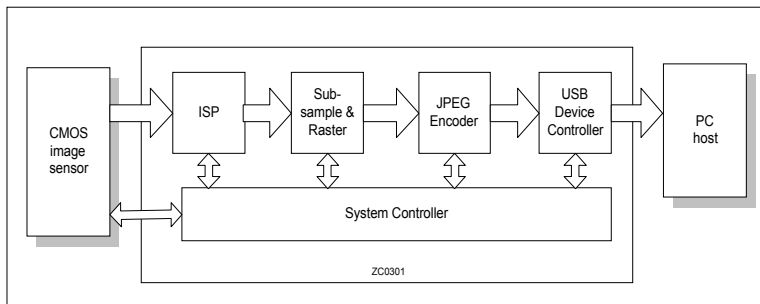 CMOS
image
sensor
ISP
Sub-
sample &
Raster
JPEG
Encoder
USB
Device
Controller
PC
host
System Controller
ZC0301